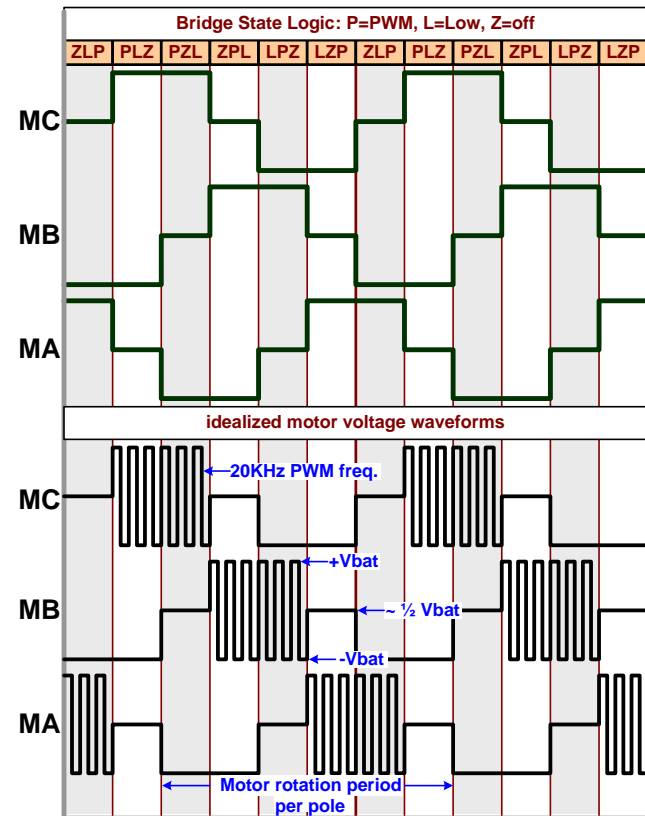 Bridge State Logic: P=PWM, L=Low, Z=off
ZLP PLZ PZL ZPL LPZ LZP ZLP PLZ PZL ZPL LPZ LZP
MC
MB
MA
idealized motor voltage waveforms
MC
20KHz PWM freq.
+Vbat
MB
~ ½ Vbat
-Vbat
MA
Motor rotation period
per pole